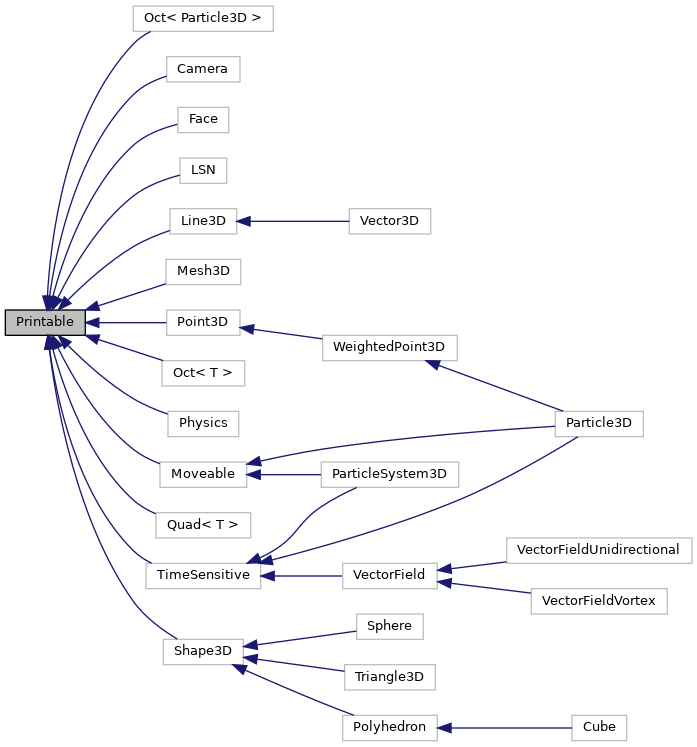 Oct< Particle3D >
Camera
Face
LSN
Line3D
Vector3D
Mesh3D
Printable
Point3D
WeightedPoint3D
Oct< T >
Physics
Particle3D
Moveable
ParticleSystem3D
Quad< T >
VectorFieldUnidirectional
TimeSensitive
VectorField
VectorFieldVortex
Sphere
Shape3D
Triangle3D
Polyhedron
Cube